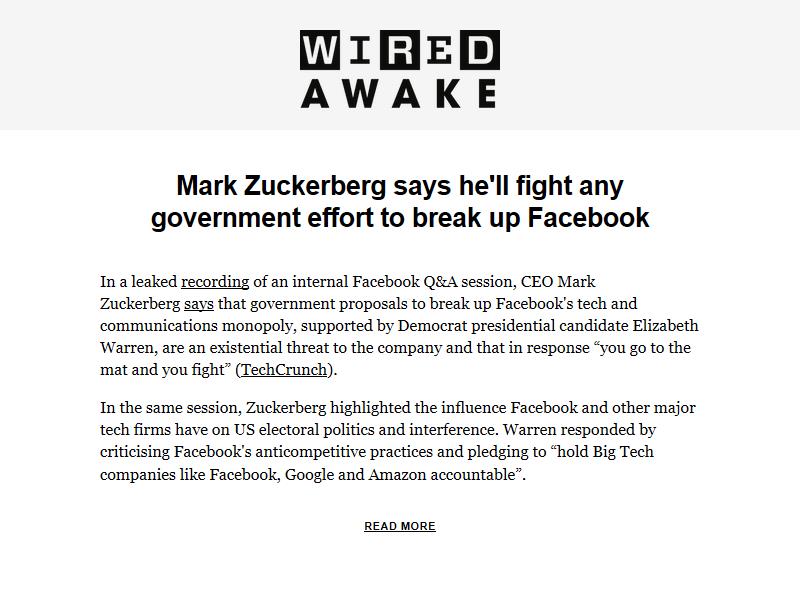 WIRED
AWAKE
Mark Zuckerberg says he'll fight any
government effort to break up Facebook
In a leaked recording of an internal Facebook Q&A session, CEO Mark
Zuckerberg says that government proposals to break up Facebook's tech and
communications monopoly, supported by Democrat presidential candidate Elizabeth
Warren, are an existential threat to the company and that in response “you go to the
mat and you fight” (TechCrunch).
In the same session, Zuckerberg highlighted the influence Facebook and other major
tech firms have on US electoral politics and interference. Warren responded by
criticising Facebook's anticompetitive practices and pledging to “hold Big Tech
companies like Facebook, Google and Amazon accountable”.
READ MORE